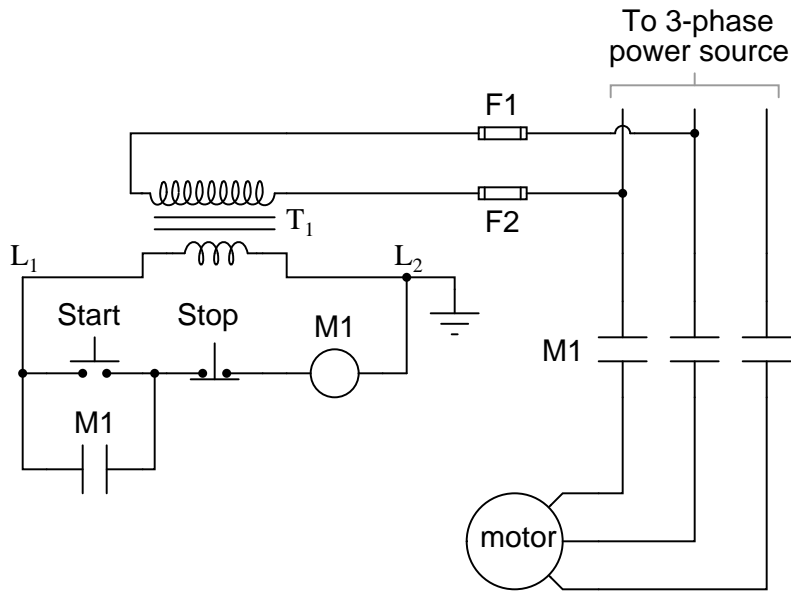 To 3-phase
power source
F1
F2
T1
L1
L2
Start
Stop
M1
M1
M1
motor